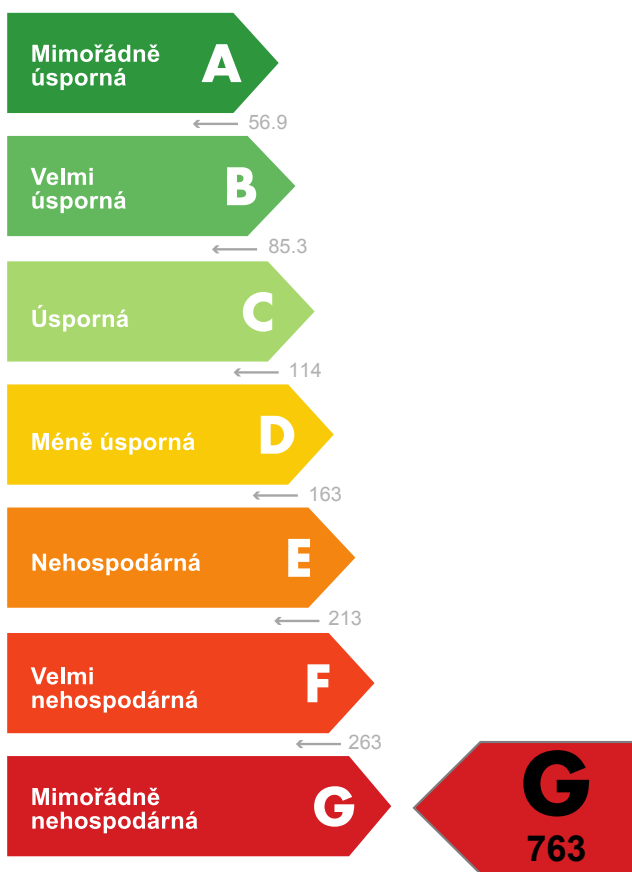 Mimořádně
úsporná
A
56.9
Velmi
úsporná
B
85.3
Úsporná
C
114
Méně úsporná
D
163
Nehospodárná
E
213
Velmi
nehospodárná
F
263
Mimořádně
nehospodárná
G
G
763